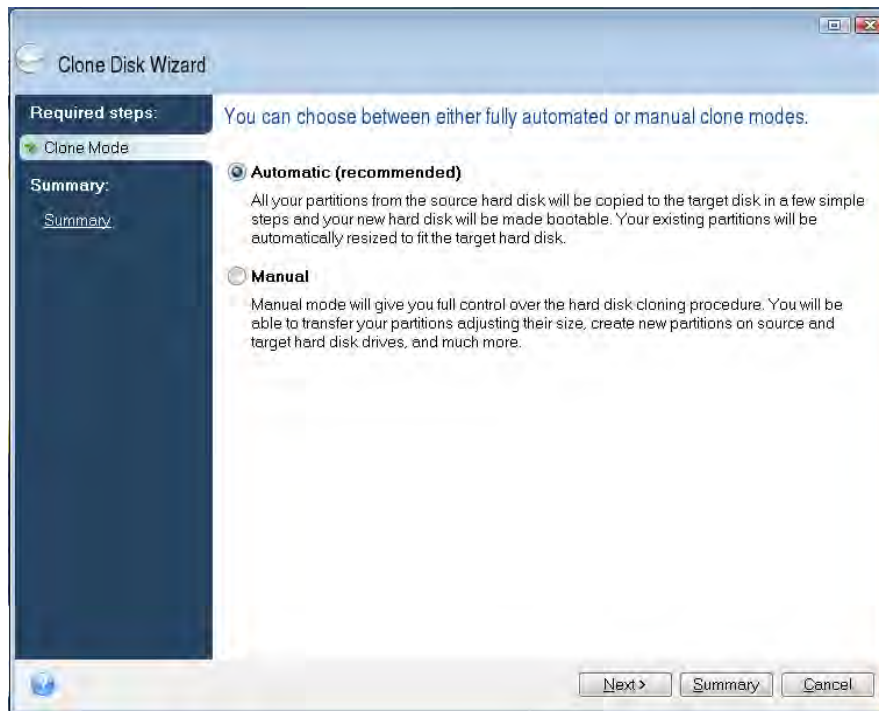 Clone Disk Wizard
Required steps:
Clone Mode
Summary:
Summary
You can choose between either fully automated or manual clone modes.
Automatic (recommended)
All your partitions from the source hard disk will be copied to the target disk in a few simple
steps and your new hard disk will be made bootable. Your existing partitions will be
automatically resized to fit the target hard disk.
Manual
Manual mode will give you full control over the hard disk cloning procedure. You will be
able to transfer your partitions adjusting their size, create new partitions on source and
target hard disk drives, and much more.
Next >
Summary
Cancel